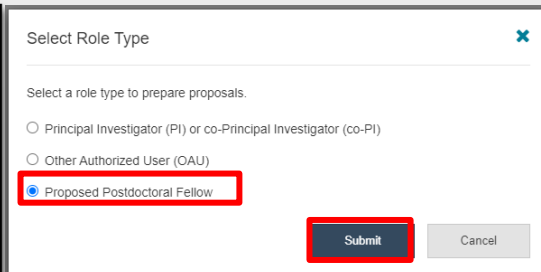 Select Role Type
Select a role type to prepare proposals.
Principal Investigator (PI) or co-Principal Investigator (co-PI)
Other Authorized User (OAU)
Proposed Postdoctoral Fellow
Submit
Cancel